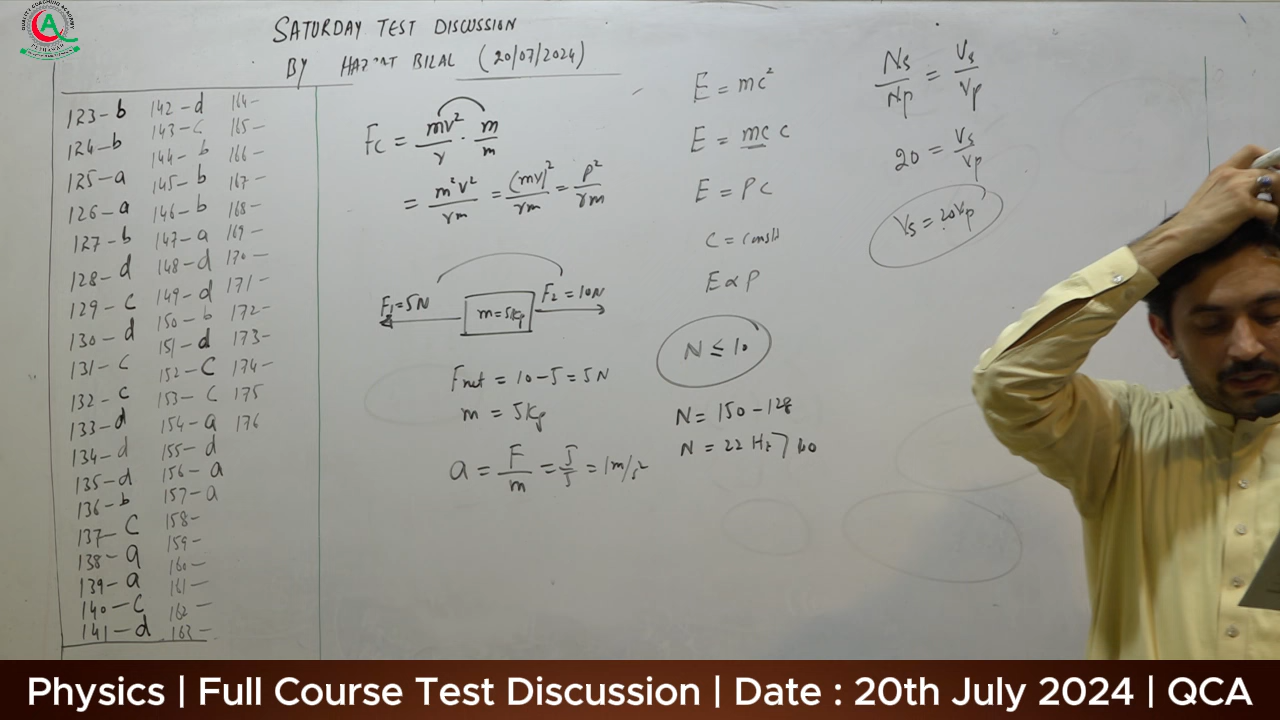 QUALITY COACHING ACADEMY
PESHAWAR
SATURDAY TEST DISCUSSION
BY BILAL (20/07/2024)
123-b
124-b
125-a
126-a
127-b
128-d
129-c
130-d
131-c
132-c
133-d
134-d
135-d
136-b
137-c
138-a
139-a
140-c
141-d
142-d
143-c
144-b
145-b
146-b
147-a
148-d
149-d
150-b
151-d
152-c
153-c
154-a
155-d
156-a
157-a
158-
159-
160-
161-
162-
163-
164-
165-
166-
167-
168-
169-
170-
171-
172-
173-
174-
175
176
Fc = mv²/r · m/m
= m²v²/rm = (mv)²/rm = p²/rm
F₁=5N
m=5kg
F₂=10N
Fnet = 10-5 = 5N
m = 5kg
a = F/m = 5/5 = 1m/s²
E = mc²
E = mc c
E = Pc
c = const
E ∝ P
N ≤ 10
N = 150-128
N = 22 Hz > 10
Ns/Np = Vs/Vp
20 = Vs/Vp
Vs = 20Vp
Physics | Full Course Test Discussion | Date : 20th July 2024 | QCA